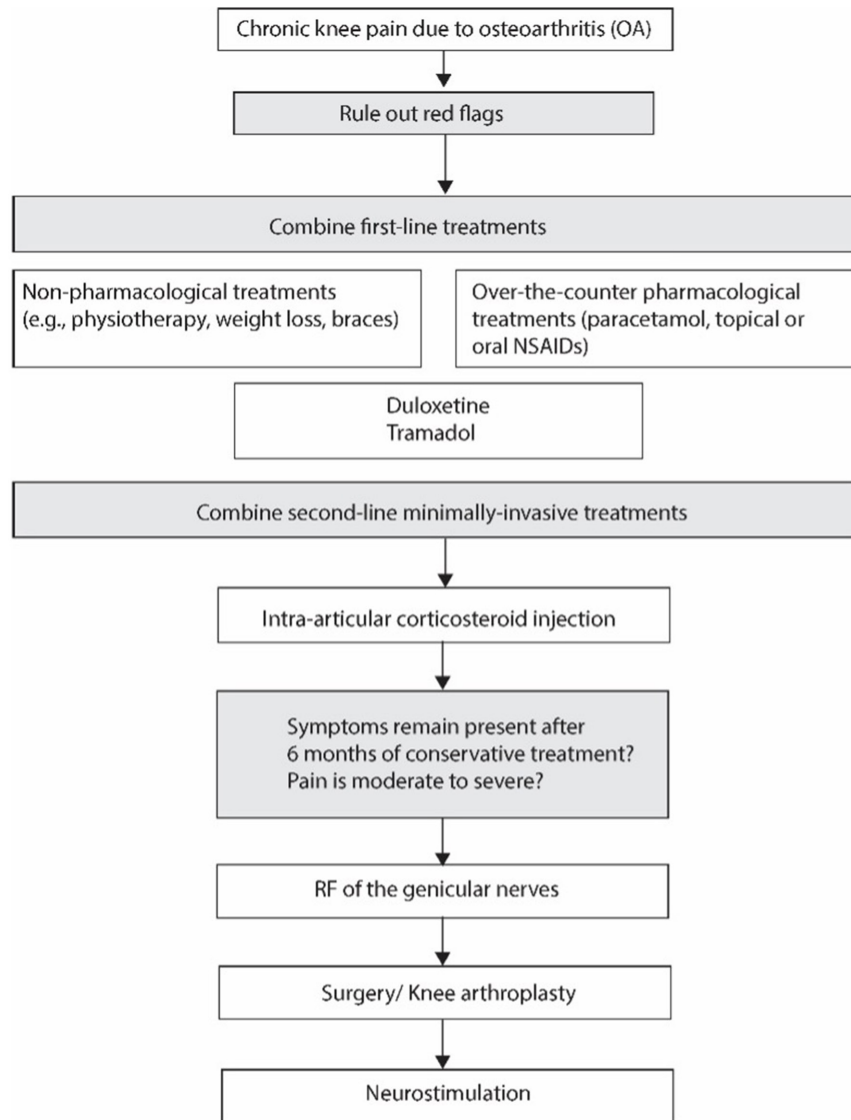 Chronic knee pain due to osteoarthritis (OA)
Rule out red flags
Combine first-line treatments
Non-pharmacological treatments
(e.g., physiotherapy, weight loss, braces)
Over-the-counter pharmacological
treatments (paracetamol, topical or
oral NSAIDs)
Duloxetine
Tramadol
Combine second-line minimally-invasive treatments
Intra-articular corticosteroid injection
Symptoms remain present after
6 months of conservative treatment?
Pain is moderate to severe?
RF of the genicular nerves
Surgery/ Knee arthroplasty
Neurostimulation